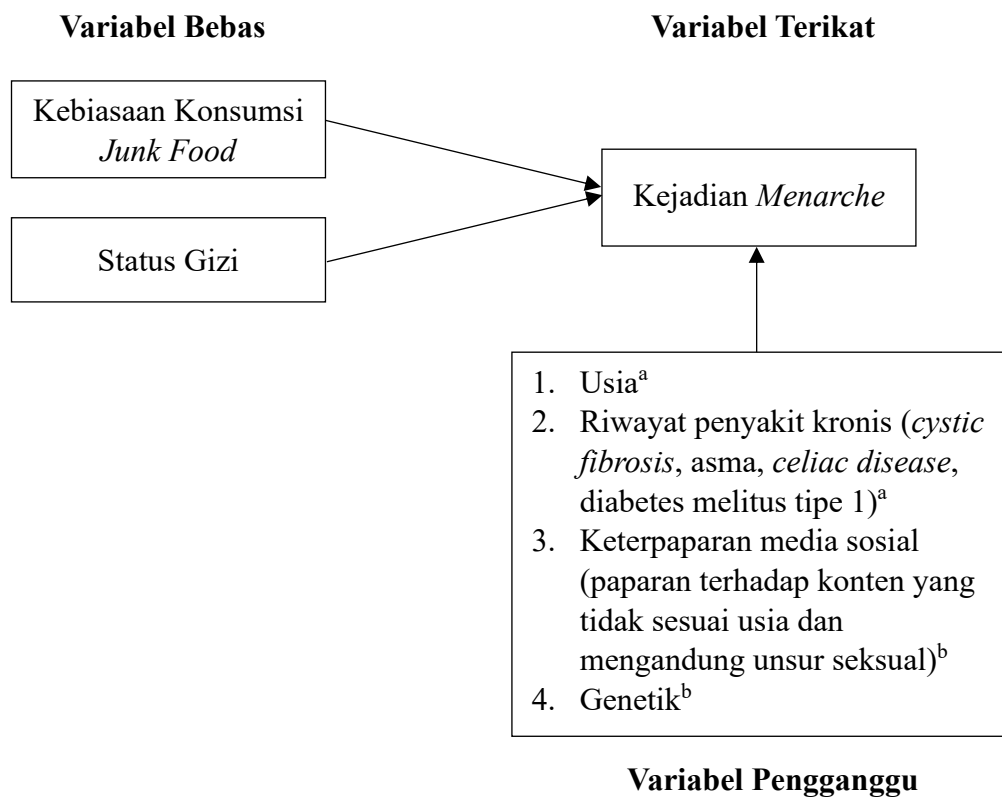 Variabel Bebas
Variabel Terikat
Kebiasaan Konsumsi
Junk Food
Kejadian Menarche
Status Gizi
1. Usiaᵃ
2. Riwayat penyakit kronis (cystic
fibrosis, asma, celiac disease,
diabetes melitus tipe 1)ᵃ
3. Keterpaparan media sosial
(paparan terhadap konten yang
tidak sesuai usia dan
mengandung unsur seksual)ᵇ
4. Genetikᵇ
Variabel Pengganggu